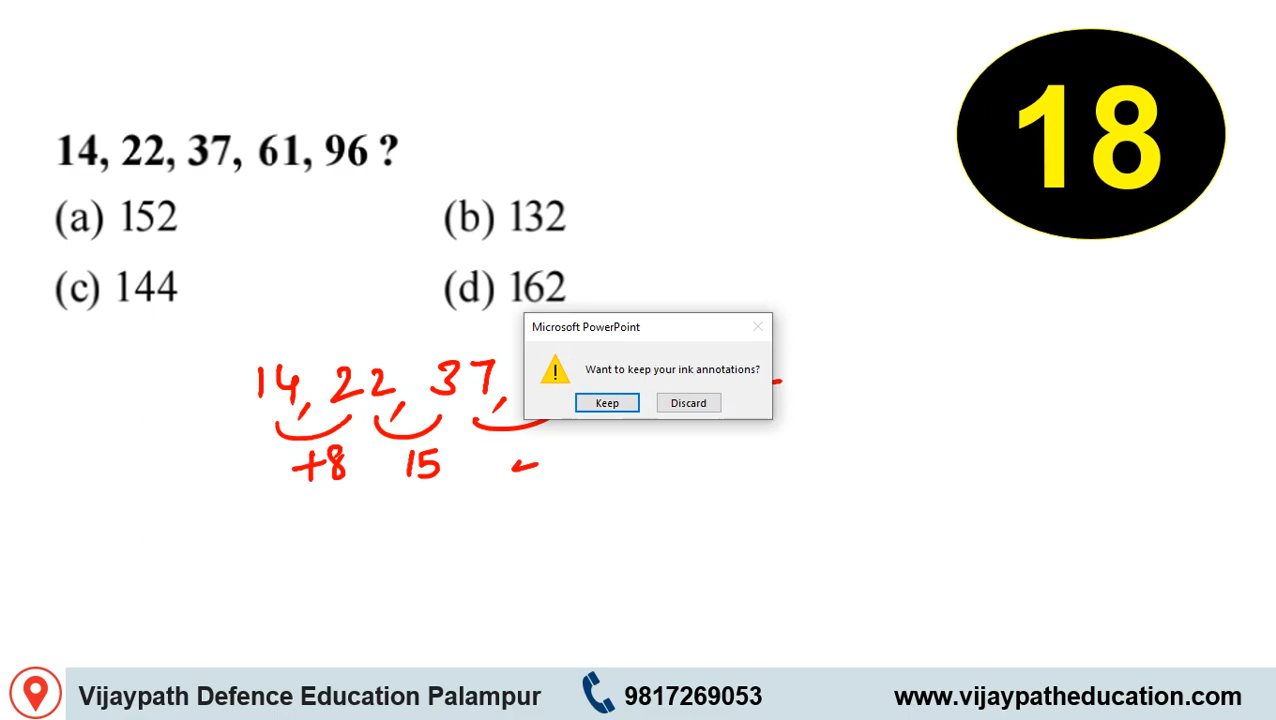 18
14, 22, 37, 61, 96 ?
(a) 152 (b) 132
(c) 144 (d) 162
Microsoft PowerPoint
Want to keep your ink annotations?
Keep Discard
14, 22, 37,
+8 15
Vijaypath Defence Education Palampur 9817269053 www.vijaypatheducation.com